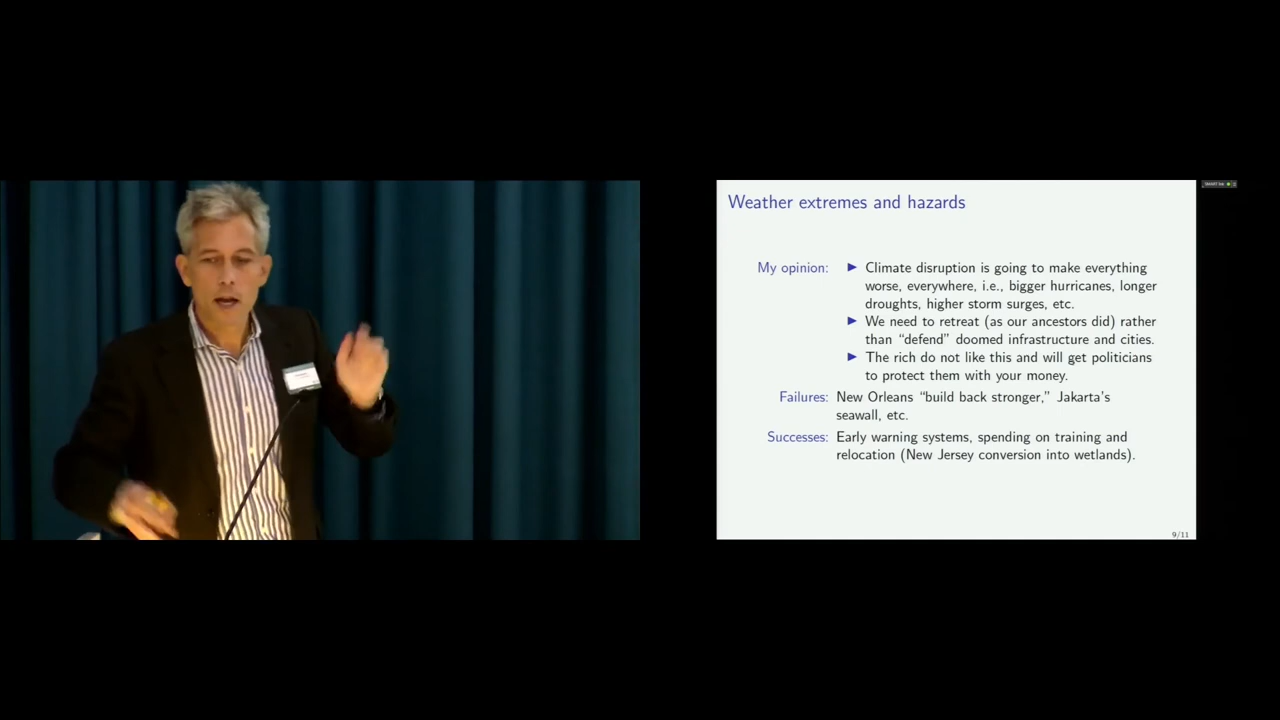 Weather extremes and hazards
My opinion: ▶ Climate disruption is going to make everything
worse, everywhere, i.e., bigger hurricanes, longer
droughts, higher storm surges, etc.
▶ We need to retreat (as our ancestors did) rather
than “defend” doomed infrastructure and cities.
▶ The rich do not like this and will get politicians
to protect them with your money.
Failures: New Orleans “build back stronger,” Jakarta’s
seawall, etc.
Successes: Early warning systems, spending on training and
relocation (New Jersey conversion into wetlands).
9/11